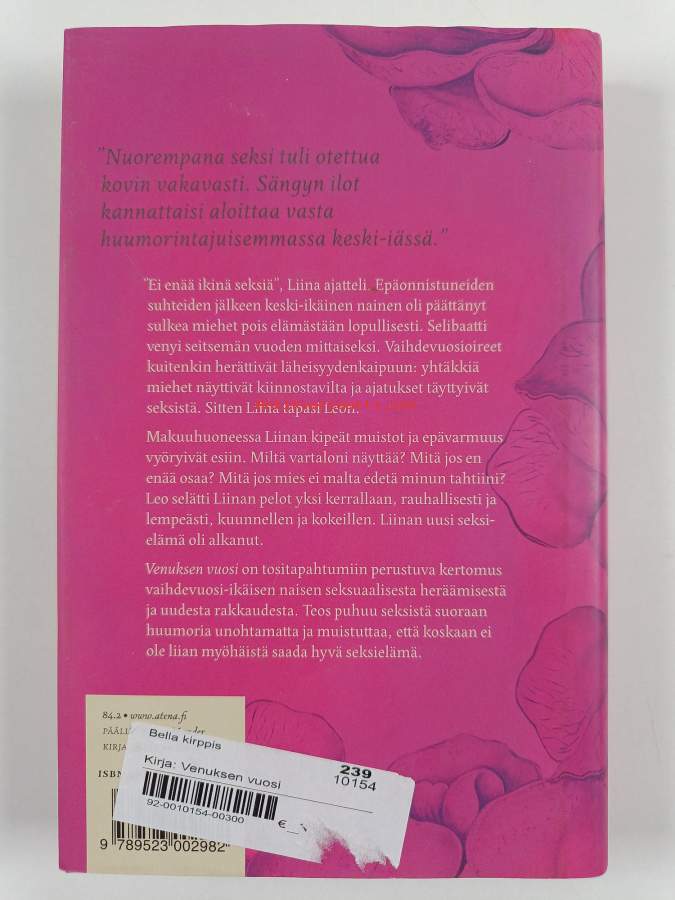 "Nuorempana seksi tuli otettua
kovin vakavasti. Sängyn ilot
kannattaisi aloittaa vasta
huumorintajuisemmassa keski-iässä."
"Ei enää ikinä seksiä", Liina ajatteli. Epäonnistuneiden
suhteiden jälkeen keski-ikäinen nainen oli päättänyt
sulkea miehet pois elämästään lopullisesti. Selibaatti
venyi seitsemän vuoden mittaiseksi. Vaihdevuosioireet
kuitenkin herättivät läheisyydenkaipuun: yhtäkkiä
miehet näyttivät kiinnostavilta ja ajatukset täyttyivät
seksistä. Sitten Liina tapasi Leon.
Makuuhuoneessa Liinan kipeät muistot ja epävarmuus
vyöryivät esiin. Miltä vartaloni näyttää? Mitä jos en
enää osaa? Mitä jos mies ei malta edetä minun tahtiini?
Leo selätti Liinan pelot yksi kerrallaan, rauhallisesti ja
lempeästi, kuunnellen ja kokeillen. Liinan uusi seksi-
elämä oli alkanut.
Venuksen vuosi on tositapahtumiin perustuva kertomus
vaihdevuosi-ikäisen naisen seksuaalisesta heräämisestä
ja uudesta rakkaudesta. Teos puhuu seksistä suoraan
huumoria unohtamatta ja muistuttaa, että koskaan ei
ole liian myöhäistä saada hyvä seksielämä.
84.2 • www.atena.fi
ISBN
9 789523 002982
Bella kirppis
239
Kirja: Venuksen vuosi
10154
92-0010154-00300
€